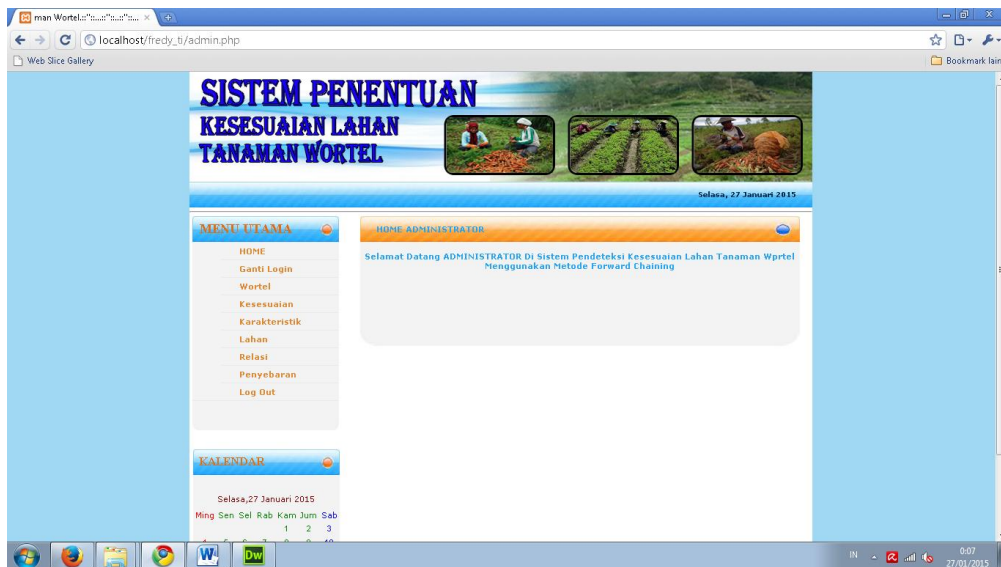 man Wortel.::"::...::"::...::"::...
localhost/fredy_ti/admin.php
Web Slice Gallery
Bookmark lain
SISTEM PENENTUAN
KESESUAIAN LAHAN
TANAMAN WORTEL
Selasa, 27 Januari 2015
MENU UTAMA
HOME
Ganti Login
Wortel
Kesesuaian
Karakteristik
Lahan
Relasi
Penyebaran
Log Out
HOME ADMINISTRATOR
Selamat Datang ADMINISTRATOR Di Sistem Pendeteksi Kesesuaian Lahan Tanaman Wprtel
Menggunakan Metode Forward Chaining
KALENDAR
Selasa,27 Januari 2015
Ming Sen Sel Rab Kam Jum Sab
1 2 3
W
Dw
IN
0:07
27/01/2015